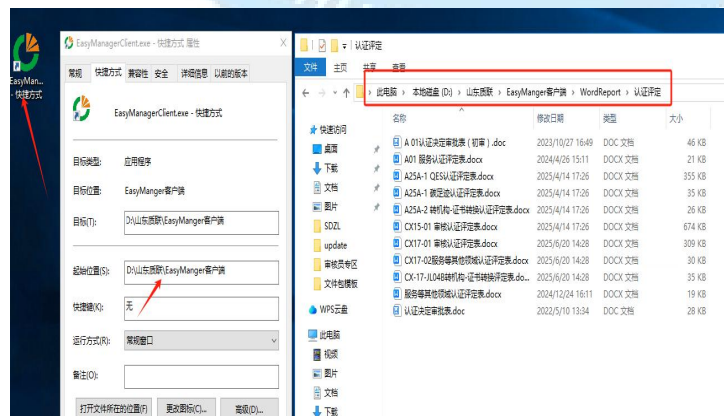 EasyMan...
- 快捷方式
EasyManagerClient.exe - 快捷方式 属性
常规 快捷方式 兼容性 安全 详细信息 以前的版本
EasyManagerClient.exe - 快捷方式
目标类型: 应用程序
目标位置: EasyManger客户端
目标(T): D:\山东质联\EasyManger客户端
起始位置(S): D:\山东质联\EasyManger客户端
快捷键(K): 无
运行方式(R): 常规窗口
备注(O):
打开文件所在的位置(F) 更改图标(C)... 高级(D)...
认证评定
文件 主页 共享 查看
此电脑 › 本地磁盘 (D:) › 山东质联 › EasyManger客户端 › WordReport › 认证评定
名称 修改日期 类型 大小
快速访问
桌面
下载
文档
图片
SDZL
update
审核员专区
文件包模板
WPS云盘
此电脑
视频
图片
文档
下载
A 01认证决定审批表（初审）.doc 2023/10/27 16:49 DOC 文档 46 KB
A01 服务认证评定表.docx 2024/4/26 15:11 DOCX 文档 21 KB
A25A-1 QES认证评定表.docx 2025/4/14 17:26 DOCX 文档 355 KB
A25A-1 碳足迹认证评定表.docx 2025/4/14 17:26 DOCX 文档 35 KB
A25A-2 转机构-证书转换认证评定表.docx 2025/4/14 17:26 DOCX 文档 26 KB
CX15-01 审核认证评定表.docx 2025/4/14 17:26 DOCX 文档 674 KB
CX17-01 审核认证评定表.docx 2025/6/20 14:28 DOCX 文档 309 KB
CX17-02服务等其他领域认证评定表.docx 2025/6/20 14:28 DOCX 文档 30 KB
CX-17-JL04B转机构-证书转换评定表.do... 2025/6/20 14:28 DOCX 文档 35 KB
服务等其他领域认证评定表.docx 2024/12/24 16:11 DOCX 文档 19 KB
认证决定审批表.doc 2022/5/10 13:34 DOC 文档 28 KB